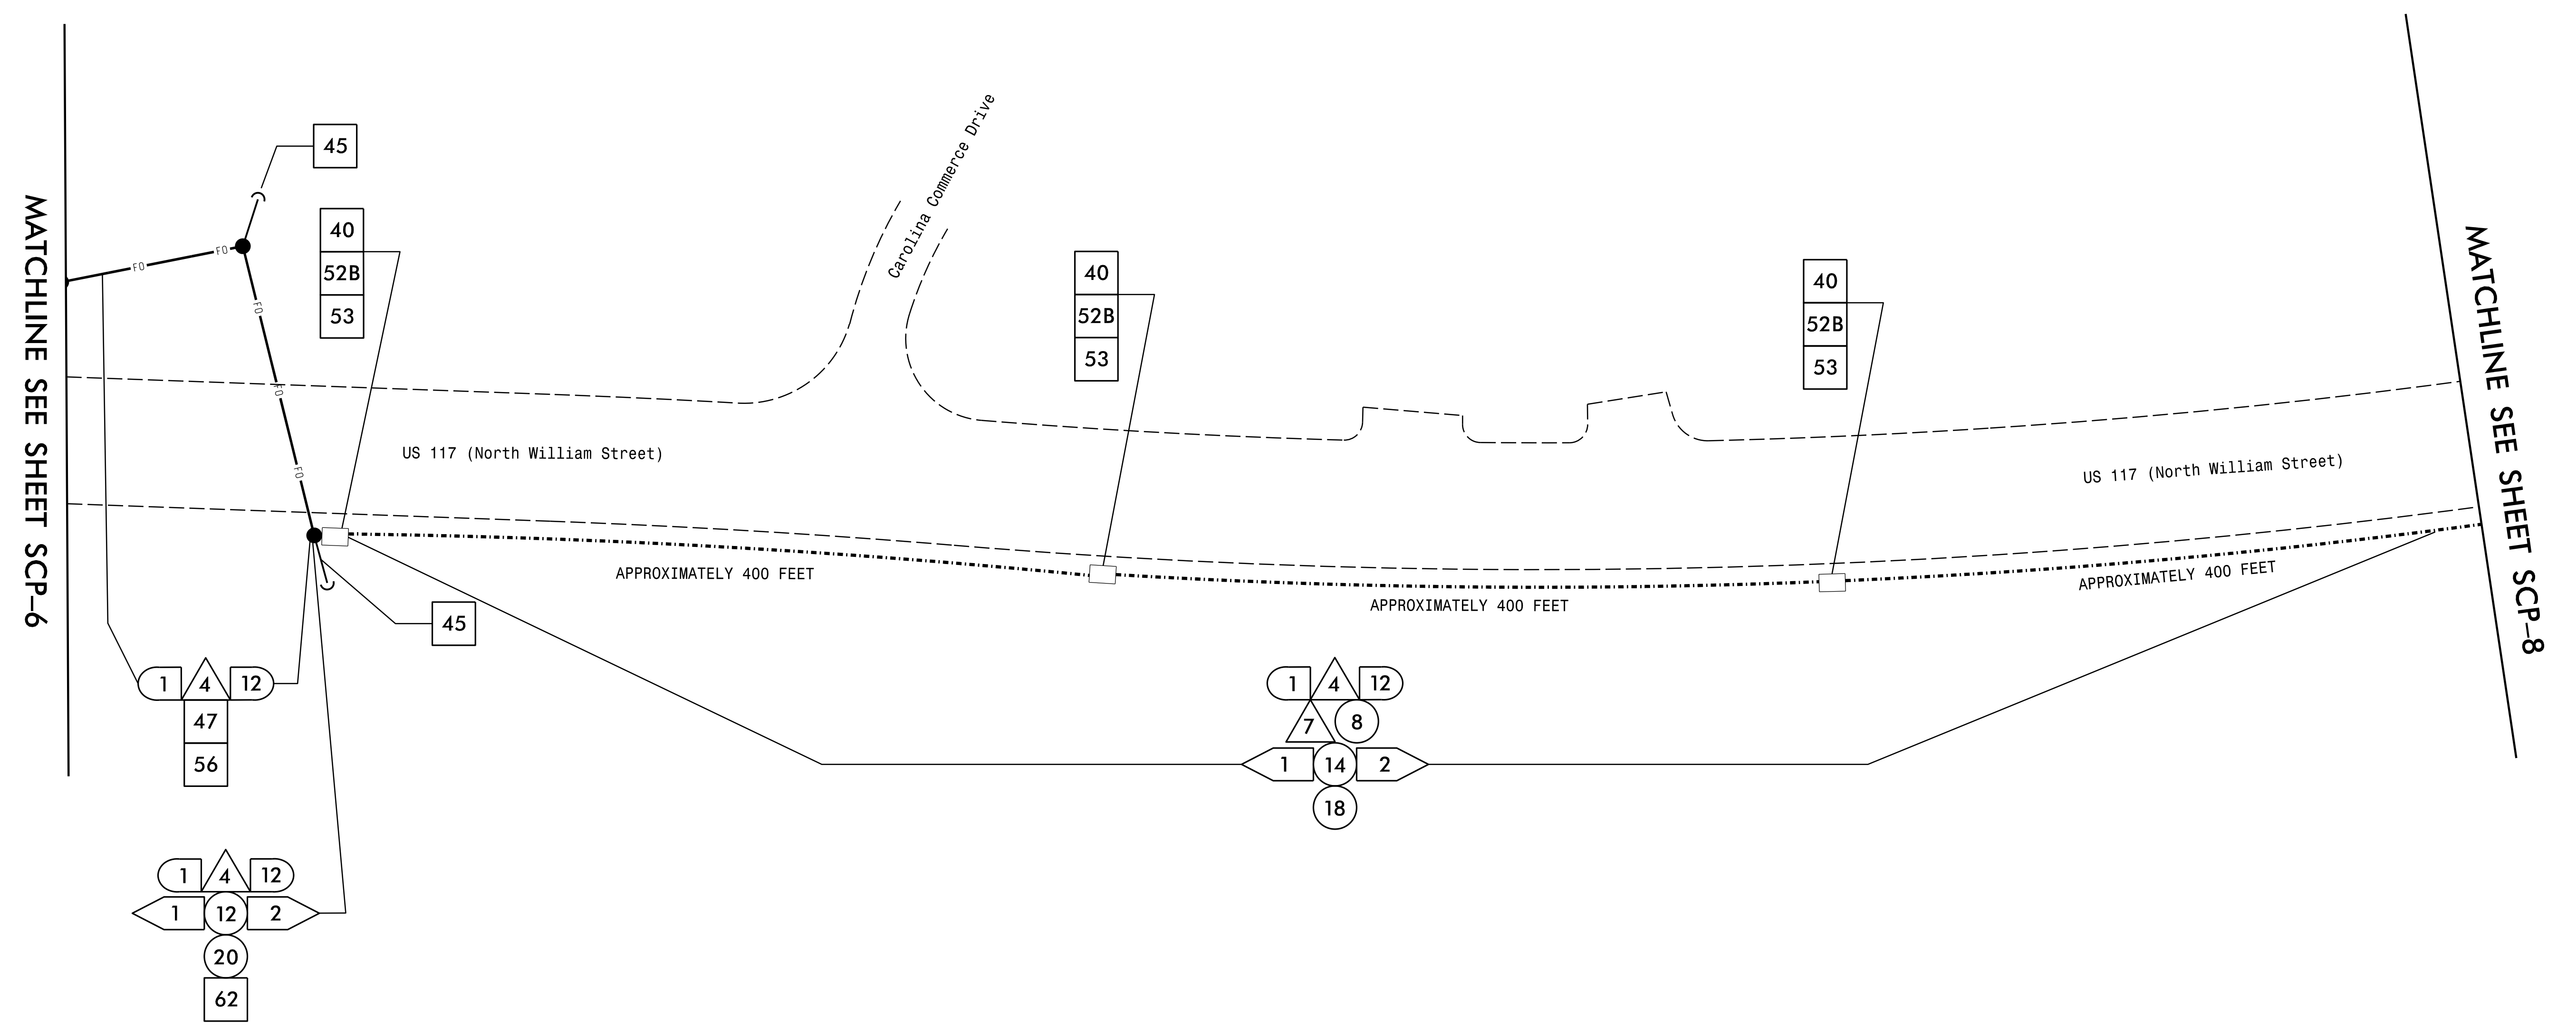 MATCHLINE SEE SHEET SCP-6
45
40
52B
53
FO
FO
FO
FO
FO
45
US 117 (North William Street)
Carolina Commerce Drive
40
52B
53
40
52B
53
US 117 (North William Street)
APPROXIMATELY 400 FEET
APPROXIMATELY 400 FEET
APPROXIMATELY 400 FEET
1 4 12
47
56
1 4 12
1 12 2
20
62
1 4 12
7 8
1 14 2
18
MATCHLINE SEE SHEET SCP-8